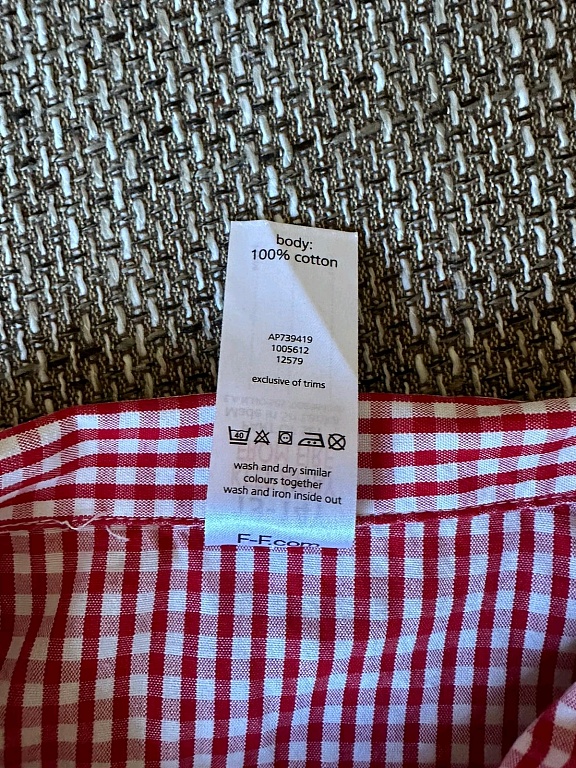 body:
100% cotton
AP739419
1005612
12579
exclusive of trims
40
wash and dry similar
colours together
wash and iron inside out
F-F.com